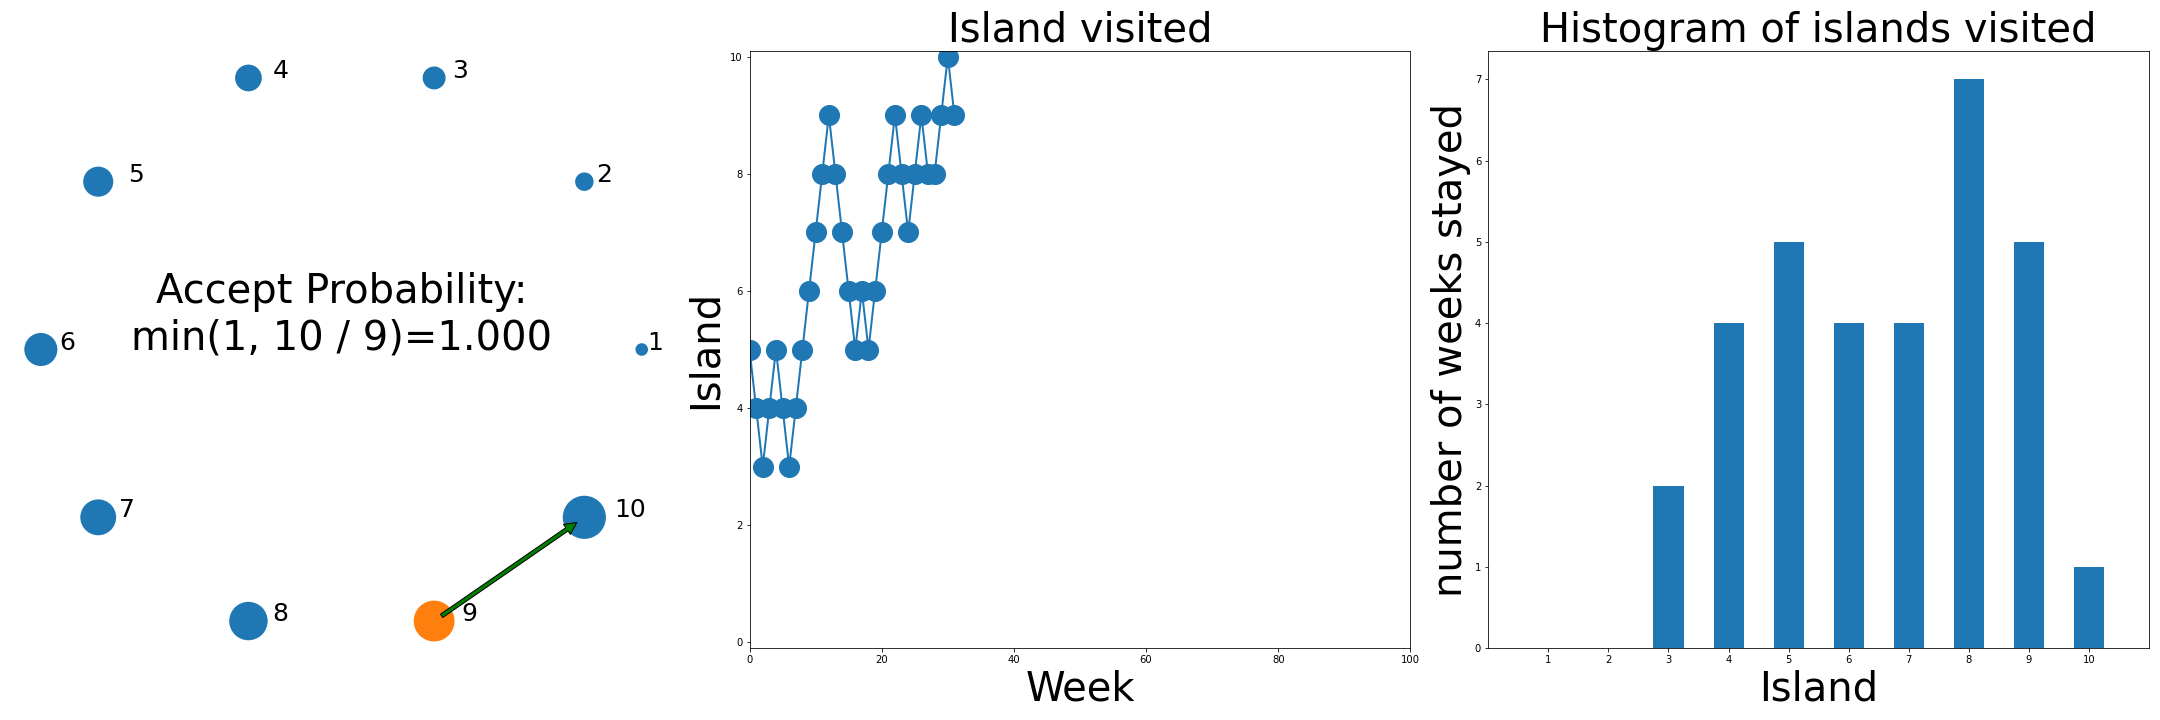 4
3
5
2
Accept Probability:
min(1, 10 / 9)=1.000
6
1
7
10
8
9
Island visited
Island
10
8
6
4
2
0
0 20 40 60 80 100
Week
Histogram of islands visited
number of weeks stayed
7
6
5
4
3
2
1
0
1 2 3 4 5 6 7 8 9 10
Island